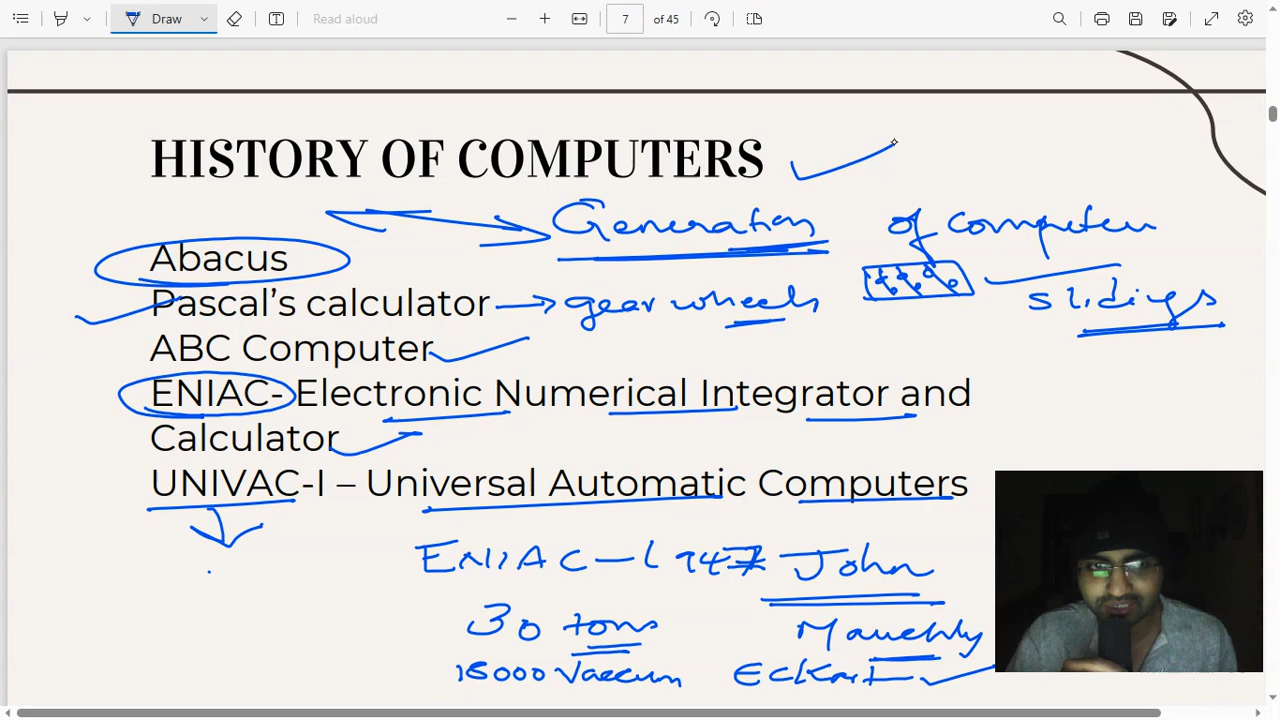 Draw
Read aloud
7 of 45
HISTORY OF COMPUTERS
Generation of computer
Abacus
Pascal's calculator → gear wheels slidings
ABC Computer
ENIAC- Electronic Numerical Integrator and
Calculator
UNIVAC-I – Universal Automatic Computers
ENIAC – 1947 John
30 tons Mauchly
18000 Vaccum Eckert